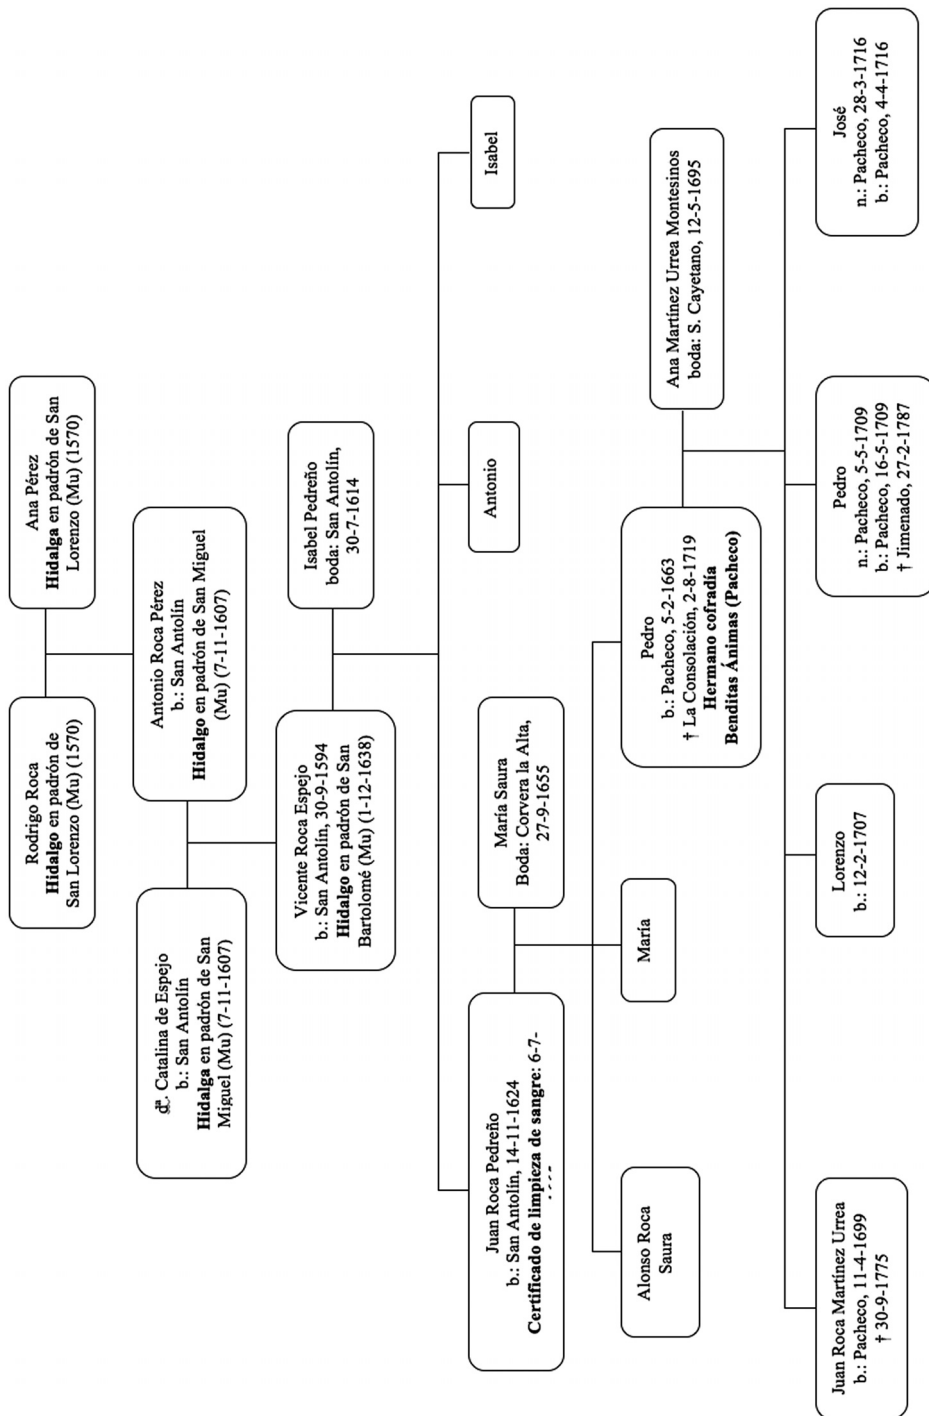 Rodrigo Roca
Hidalgo en padrón de
San Lorenzo (Mu) (1570)
Ana Pérez
Hidalga en padrón de San
Lorenzo (Mu) (1570)
dª. Catalina de Espejo
b.: San Antolín
Hidalga en padrón de San
Miguel (Mu) (7-11-1607)
Antonio Roca Pérez
b.: San Antolín
Hidalgo en padrón de San Miguel
(Mu) (7-11-1607)
Vicente Roca Espejo
b.: San Antolín, 30-9-1594
Hidalgo en padrón de San
Bartolomé (Mu) (1-12-1638)
Isabel Pedreño
boda: San Antolín,
30-7-1614
Juan Roca Pedreño
b.: San Antolín, 14-11-1624
Certificado de limpieza de sangre: 6-7-
María Saura
Boda: Corvera la Alta,
27-9-1655
Antonio
Isabel
Alonso Roca
Saura
María
Pedro
b.: Pacheco, 5-2-1663
† La Consolación, 2-8-1719
Hermano cofradía
Benditas Ánimas (Pacheco)
Ana Martínez Urrea Montesinos
boda: S. Cayetano, 12-5-1695
Juan Roca Martínez Urrea
b.: Pacheco, 11-4-1699
† 30-9-1775
Lorenzo
b.: 12-2-1707
Pedro
n.: Pacheco, 5-5-1709
b.: Pacheco, 16-5-1709
† Jimenado, 27-2-1787
José
n.: Pacheco, 28-3-1716
b.: Pacheco, 4-4-1716